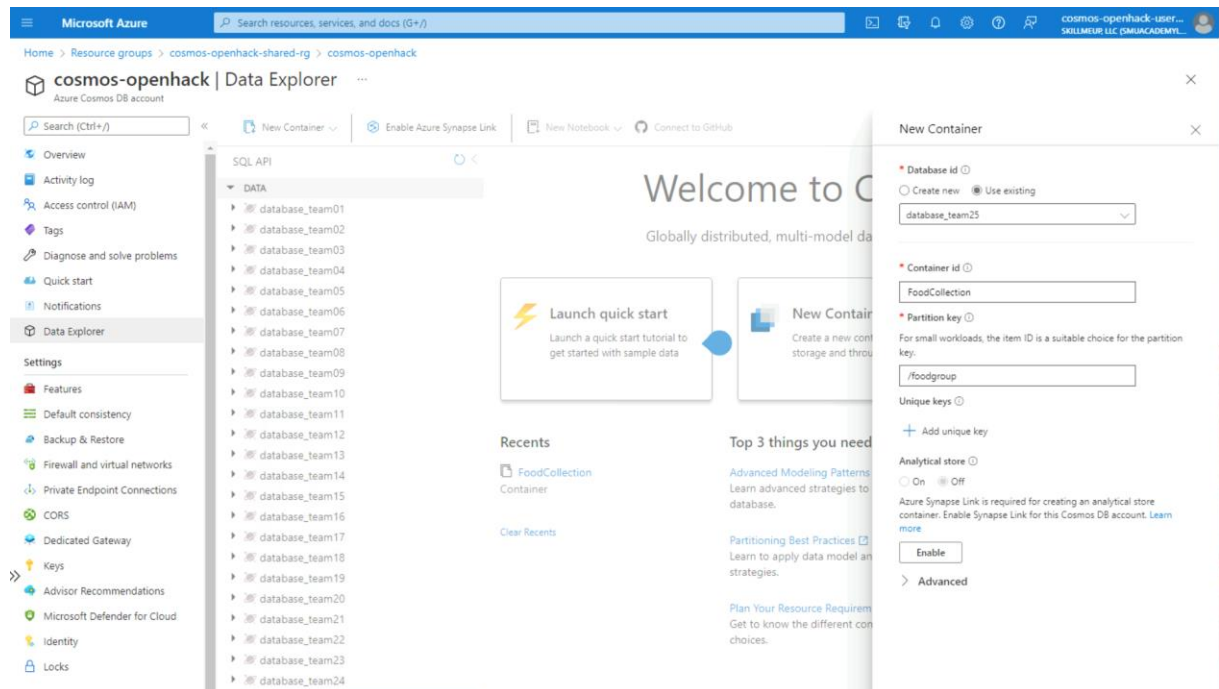 Microsoft Azure
Search resources, services, and docs (G+/)
cosmos-openhack-user...
SKILLMEUP, LLC (SMUACADEMYL...
Home > Resource groups > cosmos-openhack-shared-rg > cosmos-openhack
cosmos-openhack | Data Explorer ...
Azure Cosmos DB account
Search (Ctrl+/)
Overview
Activity log
Access control (IAM)
Tags
Diagnose and solve problems
Quick start
Notifications
Data Explorer
Settings
Features
Default consistency
Backup & Restore
Firewall and virtual networks
Private Endpoint Connections
CORS
Dedicated Gateway
Keys
Advisor Recommendations
Microsoft Defender for Cloud
Identity
Locks
New Container
Enable Azure Synapse Link
New Notebook
Connect to GitHub
SQL API
DATA
database_team01
database_team02
database_team03
database_team04
database_team05
database_team06
database_team07
database_team08
database_team09
database_team10
database_team11
database_team12
database_team13
database_team14
database_team15
database_team16
database_team17
database_team18
database_team19
database_team20
database_team21
database_team22
database_team23
database_team24
Welcome to C
Globally distributed, multi-model da
Launch quick start
Launch a quick start tutorial to
get started with sample data
New Contain
Create a new cont
storage and throu
Recents
FoodCollection
Container
Clear Recents
Top 3 things you need
Advanced Modeling Patterns
Learn advanced strategies to
database.
Partitioning Best Practices
Learn to apply data model an
strategies.
Plan Your Resource Requirem
Get to know the different con
choices.
New Container
* Database id
Create new Use existing
database_team25
* Container id
FoodCollection
* Partition key
For small workloads, the item ID is a suitable choice for the partition
key.
/foodgroup
Unique keys
+ Add unique key
Analytical store
On Off
Azure Synapse Link is required for creating an analytical store
container. Enable Synapse Link for this Cosmos DB account. Learn
more
Enable
> Advanced